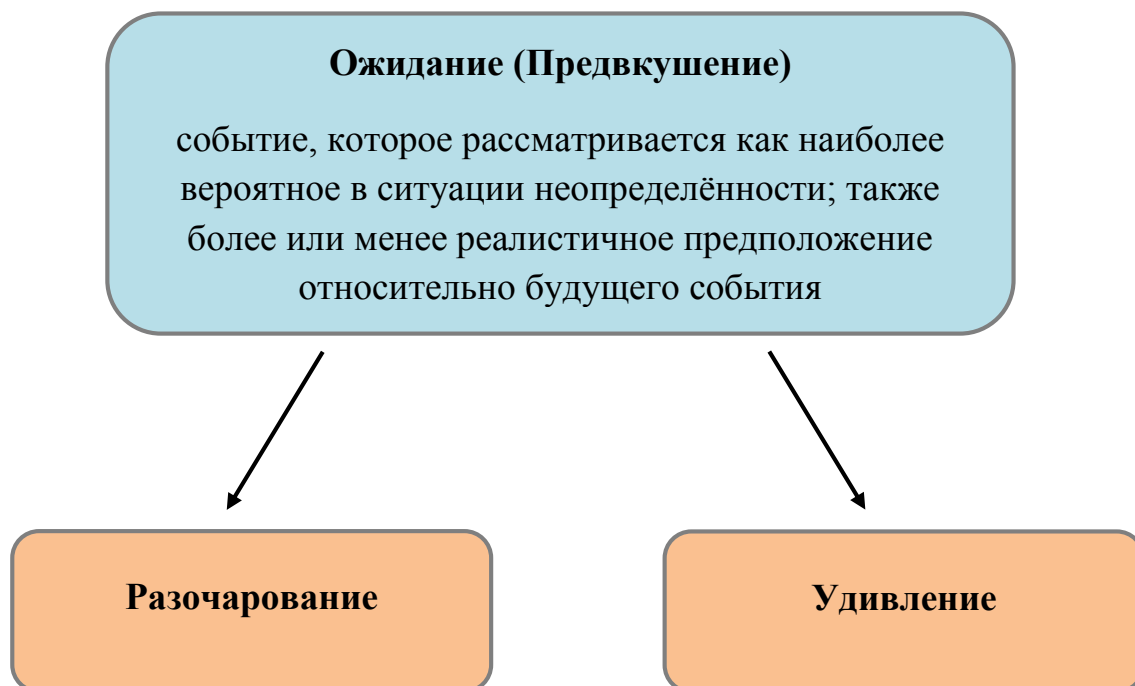 Ожидание (Предвкушение)
событие, которое рассматривается как наиболее
вероятное в ситуации неопределённости; также
более или менее реалистичное предположение
относительно будущего события
Разочарование
Удивление